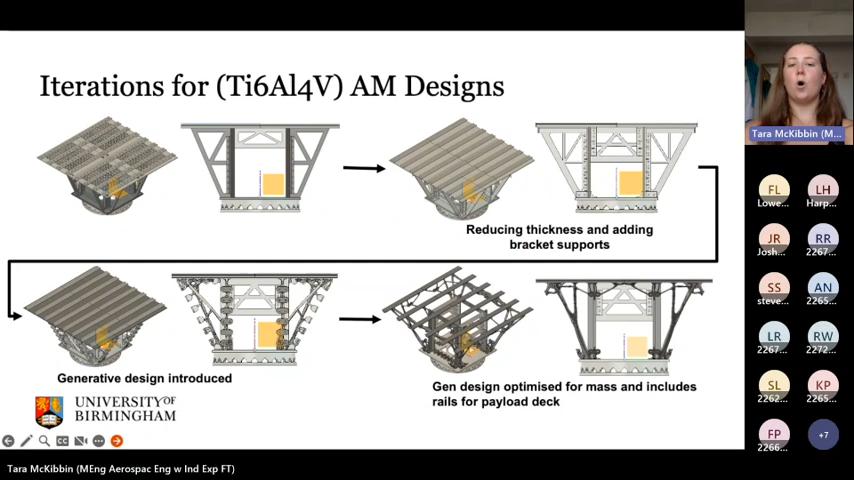 Iterations for (Ti6Al4V) AM Designs
Reducing thickness and adding
bracket supports
Generative design introduced
Gen design optimised for mass and includes
rails for payload deck
UNIVERSITYOF
BIRMINGHAM
Tara McKibbin (M...
FL
LH
Lowe...
Harp...
JR
RR
Josh...
2267...
SS
AN
steve...
2265...
LR
RW
2267...
2272...
SL
KP
2262...
2265...
FP
+7
2266...
CC
Tara McKibbin (MEng Aerospac Eng w Ind Exp FT)